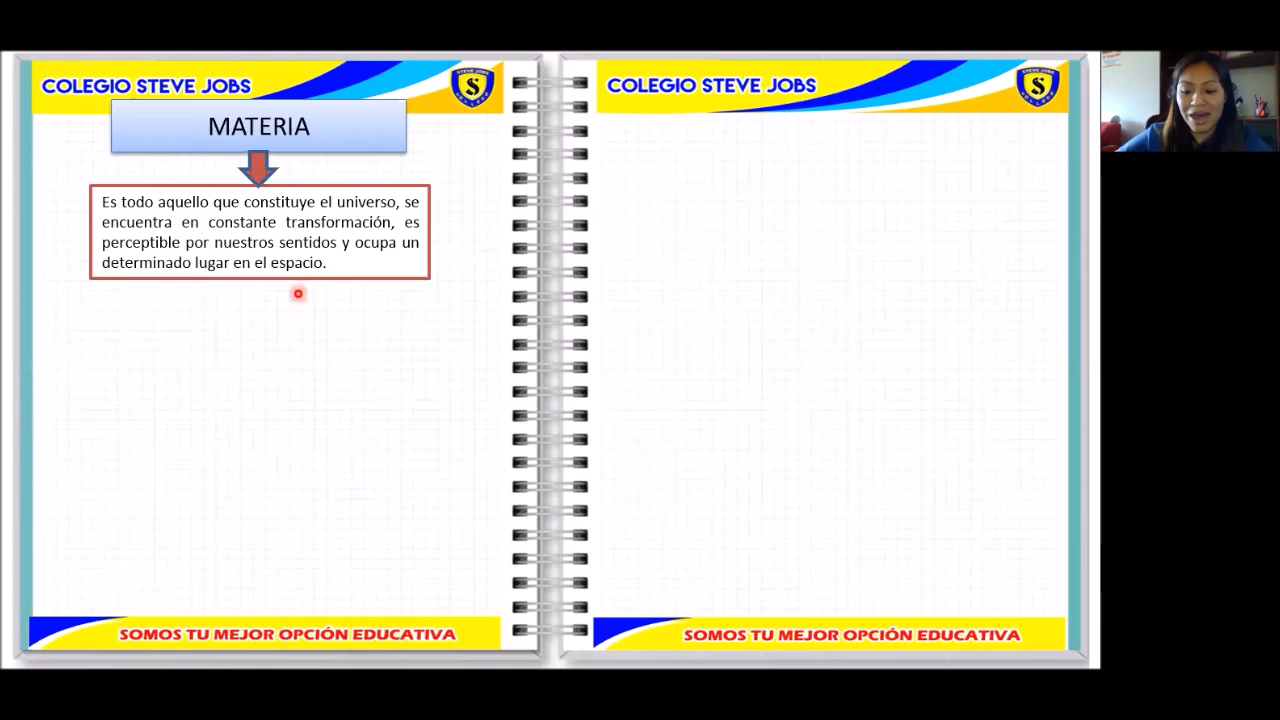 COLEGIO STEVE JOBS
MATERIA
Es todo aquello que constituye el universo, se
encuentra en constante transformación, es
perceptible por nuestros sentidos y ocupa un
determinado lugar en el espacio.
SOMOS TU MEJOR OPCIÓN EDUCATIVA
COLEGIO STEVE JOBS
SOMOS TU MEJOR OPCIÓN EDUCATIVA